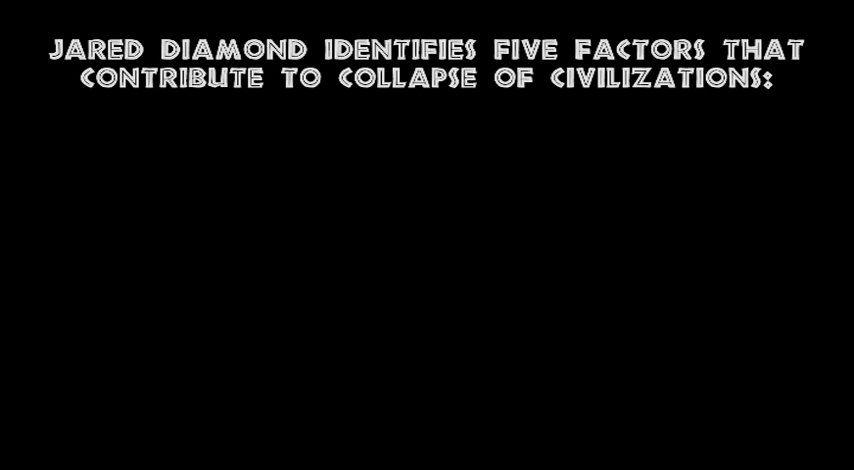 JARED DIAMOND IDENTIFIES FIVE FACTORS THAT
CONTRIBUTE TO COLLAPSE OF CIVILIZATIONS: